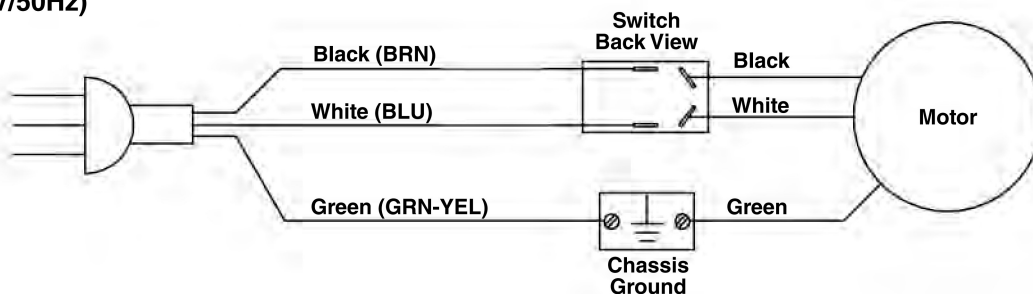 /50Hz)
Switch
Back View
Black (BRN)
Black
White (BLU)
White
Motor
Green (GRN-YEL)
Green
Chassis
Ground